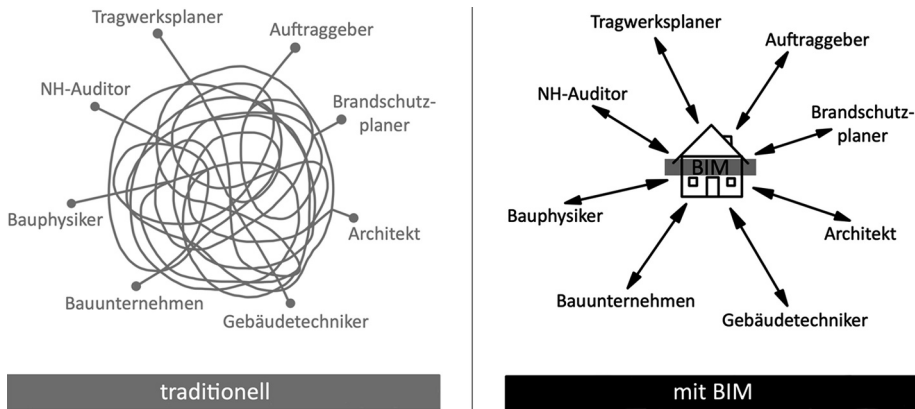 Tragwerksplaner
Auftraggeber
NH-Auditor
Brandschutz-
planer
Bauphysiker
Architekt
Bauunternehmen
Gebäudetechniker
traditionell
Tragwerksplaner
Auftraggeber
NH-Auditor
Brandschutz-
planer
BIM
Bauphysiker
Architekt
Bauunternehmen
Gebäudetechniker
mit BIM